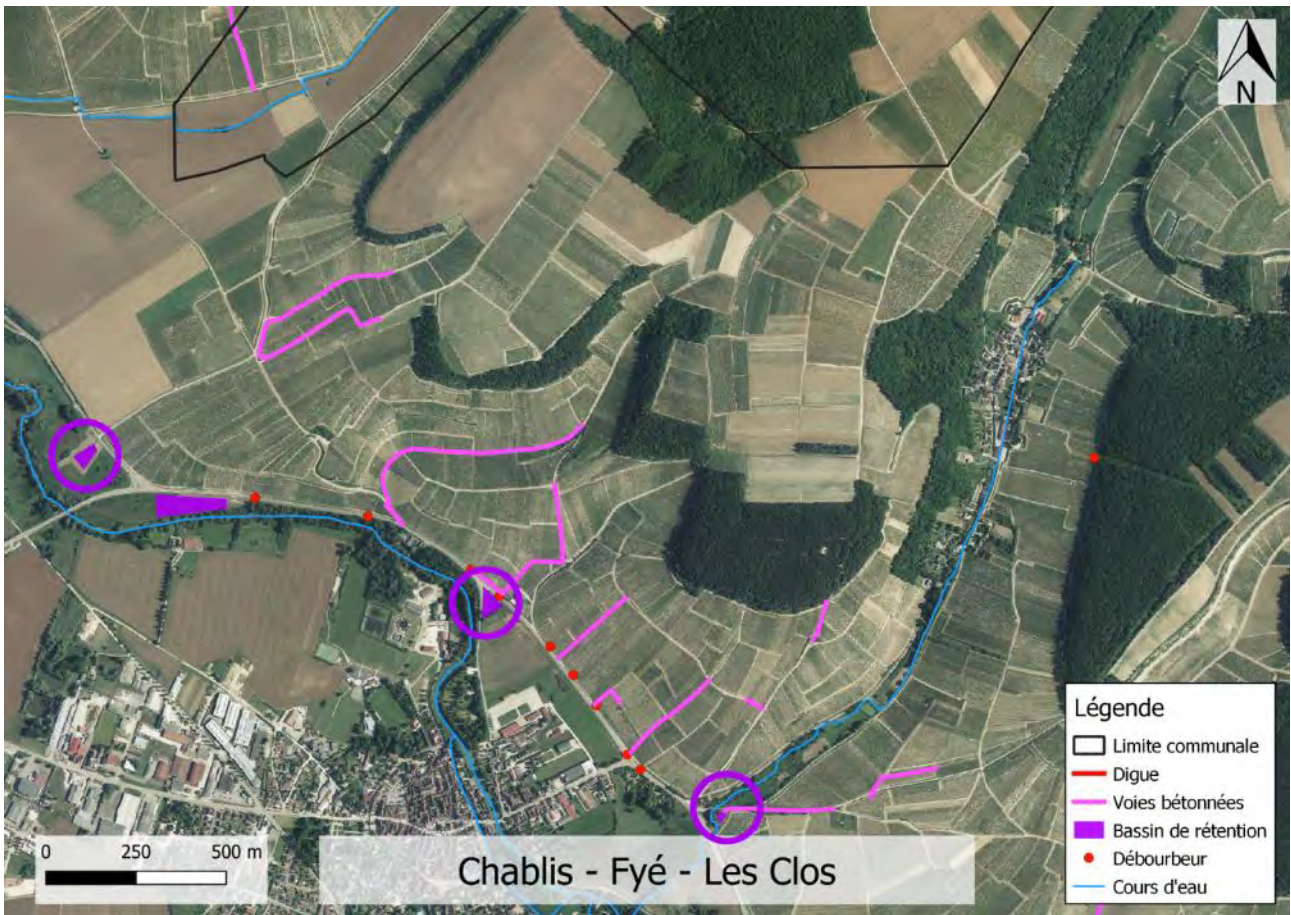 N
Légende
Limite communale
Digue
Voies bétonnées
Bassin de rétention
Débourbeur
Cours d'eau
0 250 500 m
Chablis - Fyé - Les Clos